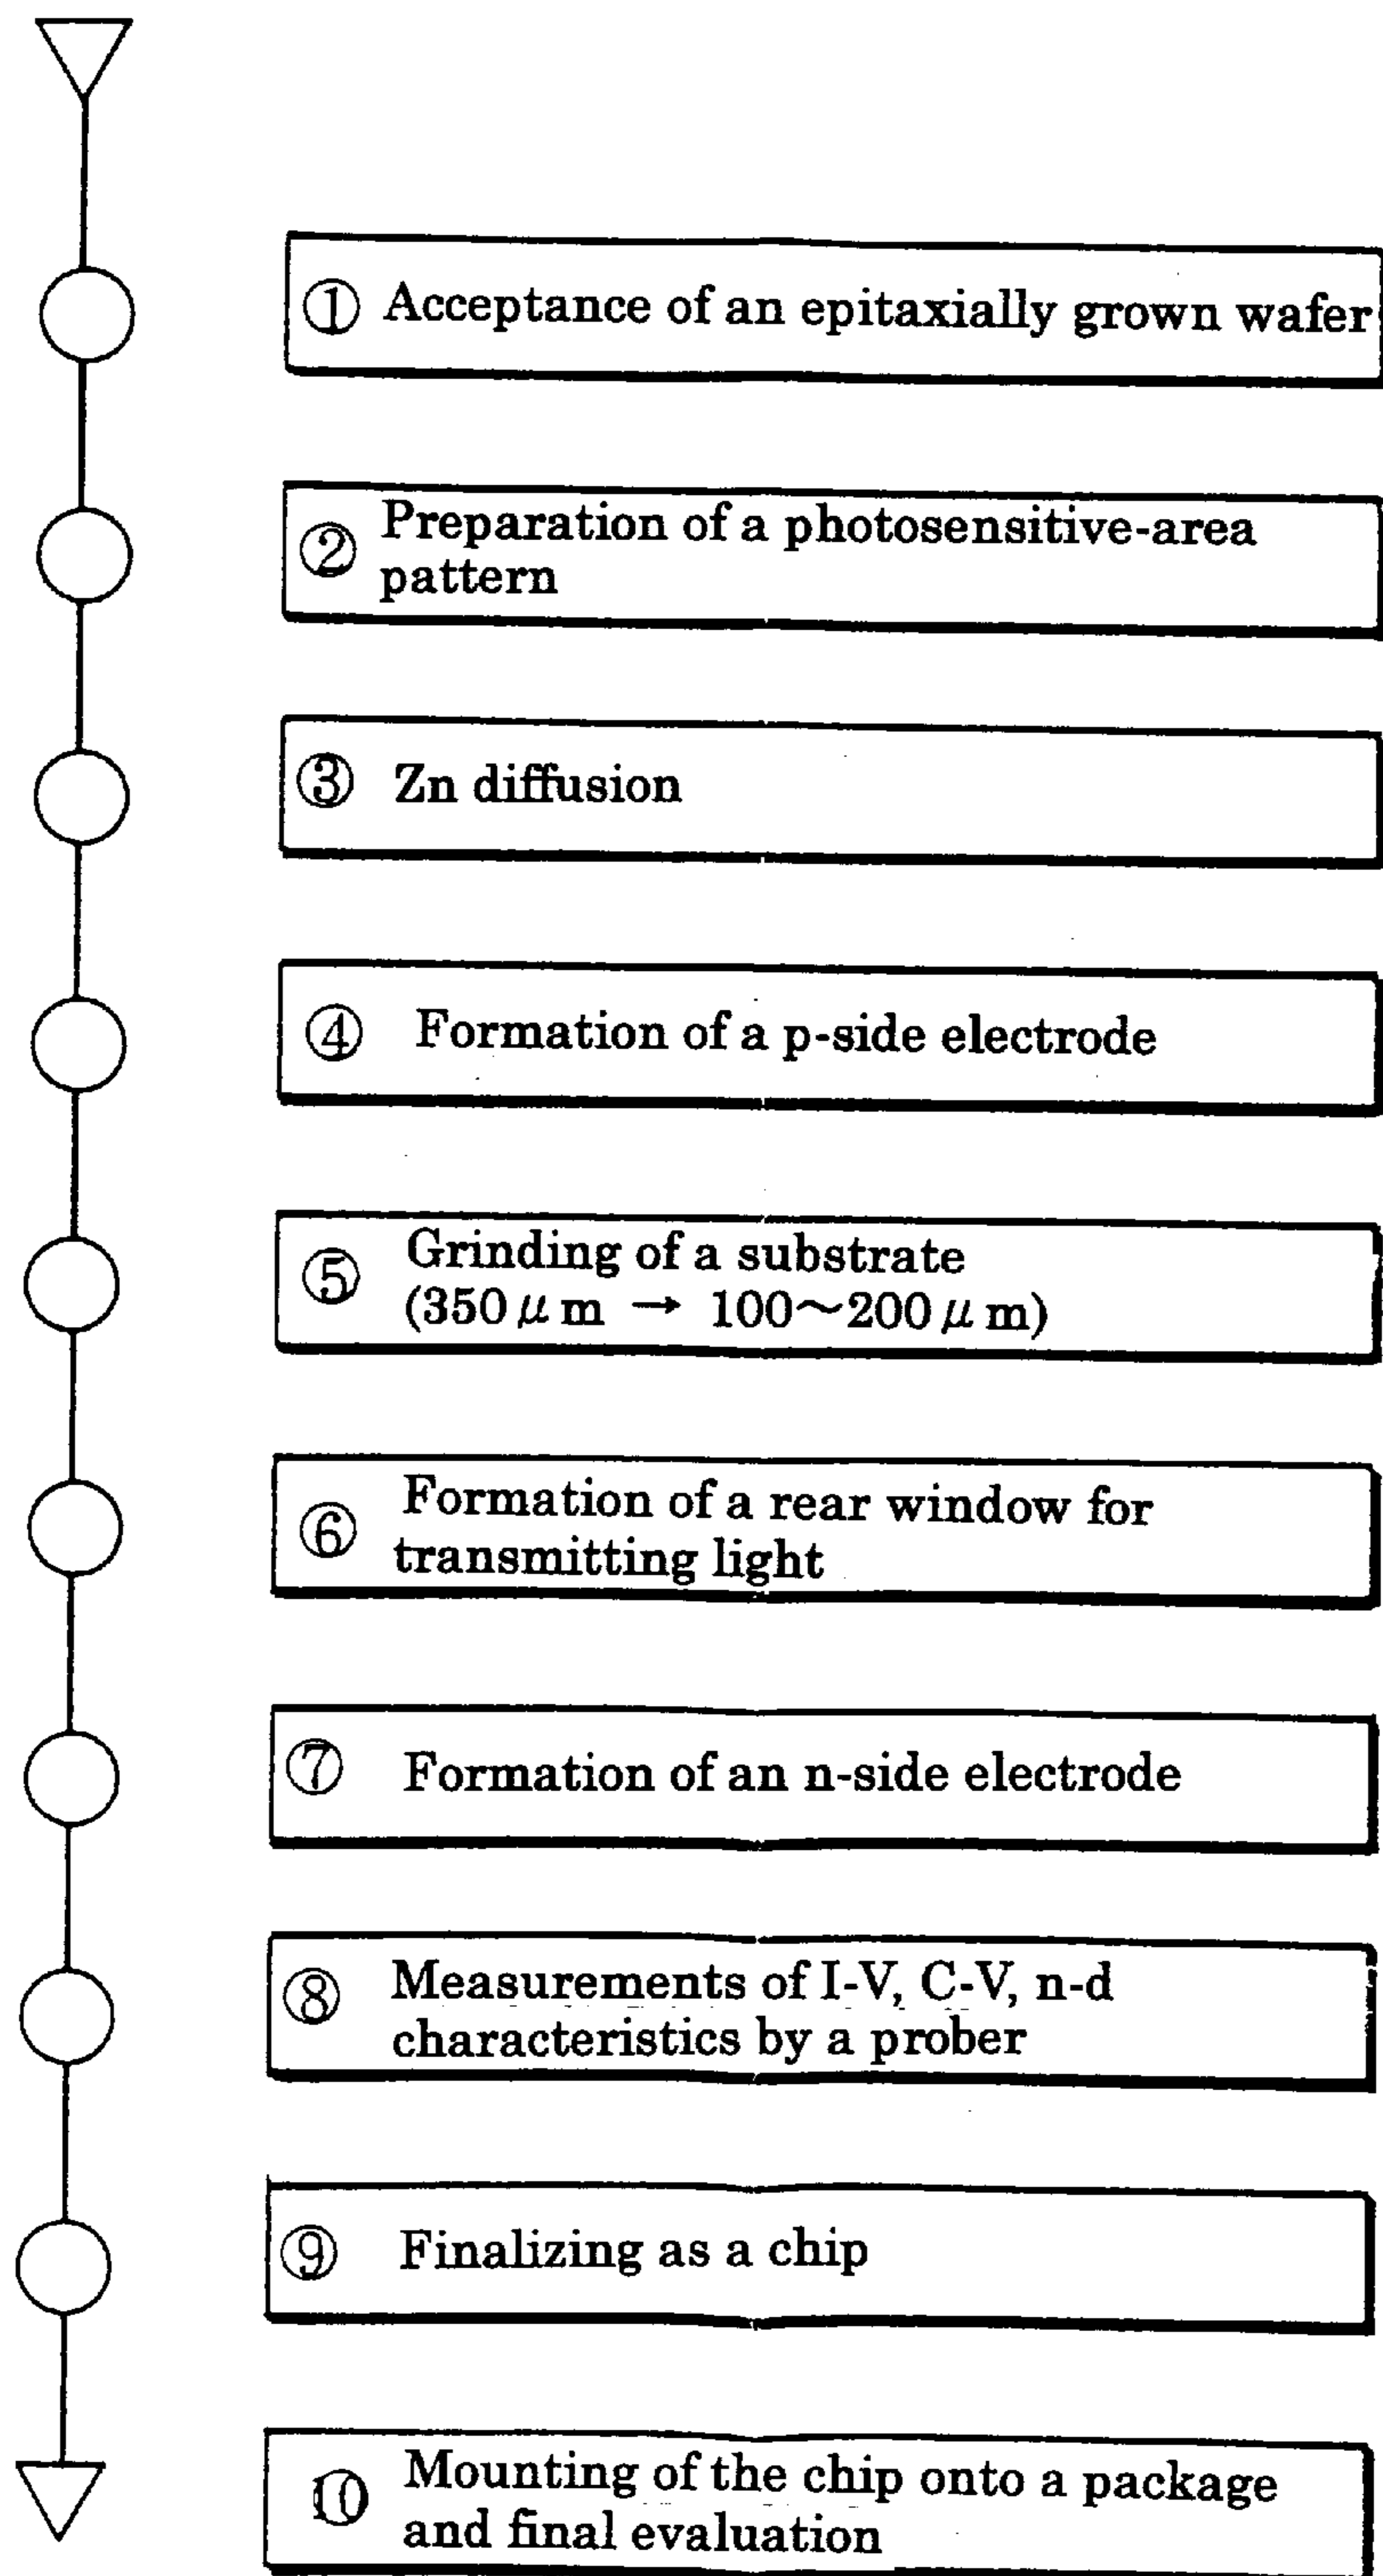 ① Acceptance of an epitaxially grown wafer
② Preparation of a photosensitive-area
pattern
③ Zn diffusion
④ Formation of a p-side electrode
⑤ Grinding of a substrate
(350 μm → 100~200 μm)
⑥ Formation of a rear window for
transmitting light
⑦ Formation of an n-side electrode
⑧ Measurements of I-V, C-V, n-d
characteristics by a prober
⑨ Finalizing as a chip
⑩ Mounting of the chip onto a package
and final evaluation